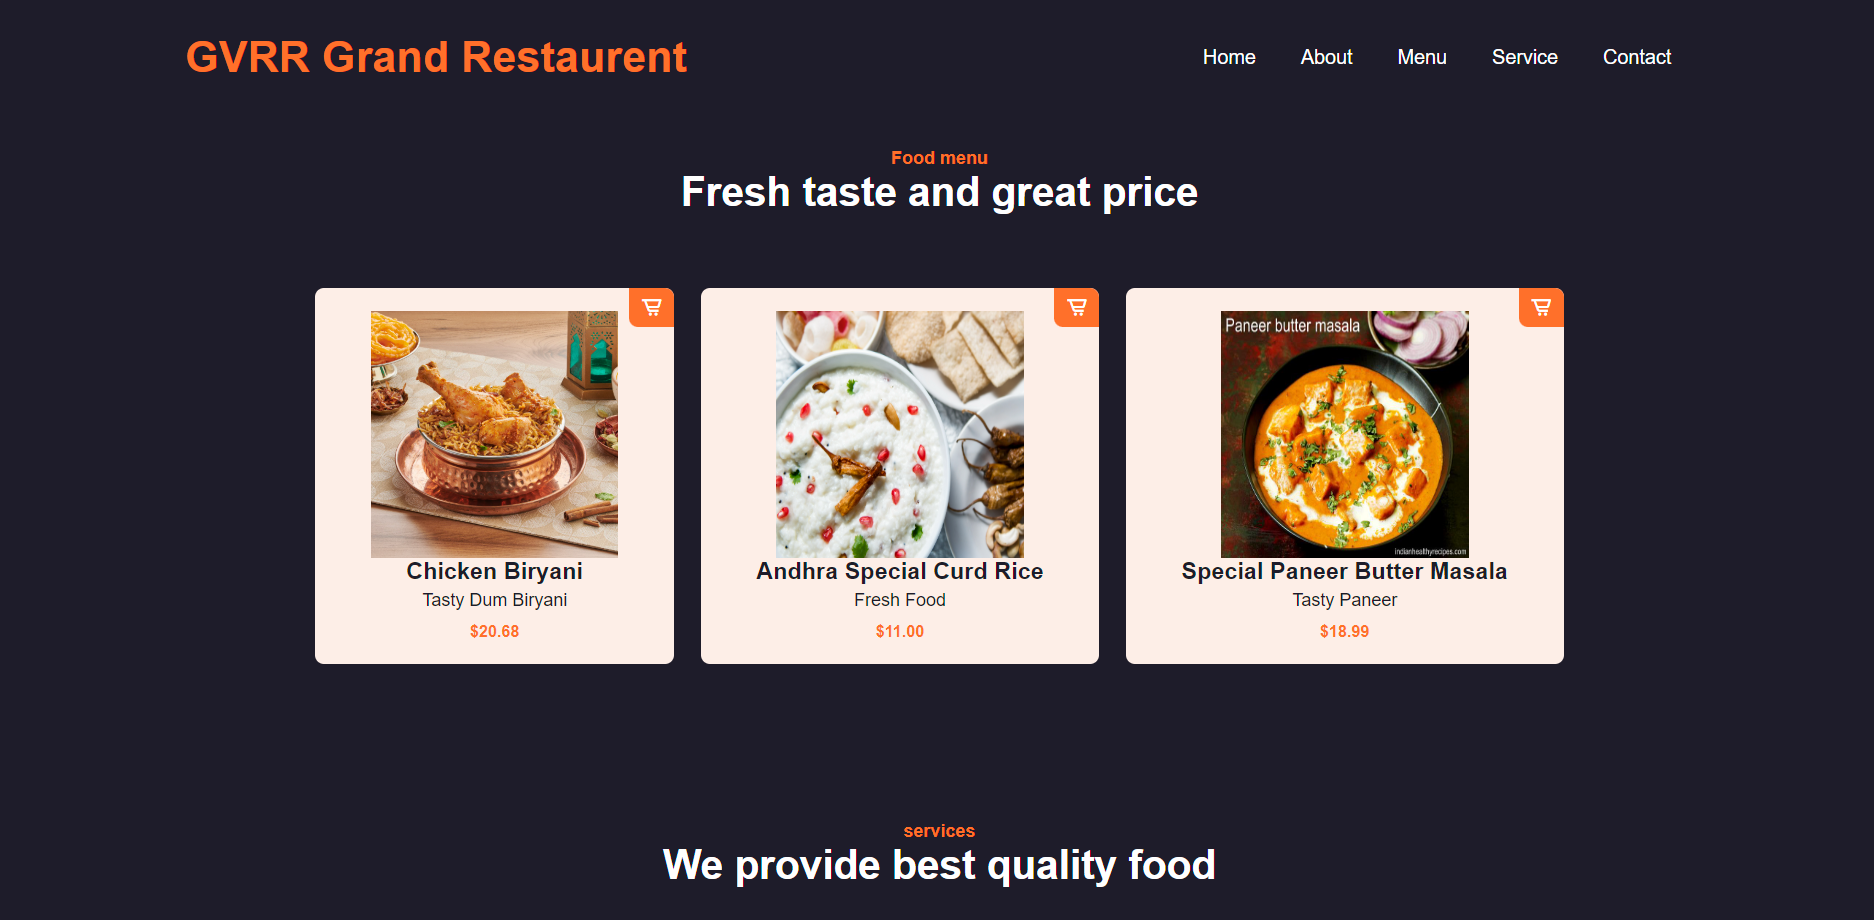 GVRR Grand Restaurent
Home About Menu Service Contact
Food menu
Fresh taste and great price
Chicken Biryani
Tasty Dum Biryani
$20.68
Andhra Special Curd Rice
Fresh Food
$11.00
Paneer butter masala
indianhealthyrecipes.com
Special Paneer Butter Masala
Tasty Paneer
$18.99
services
We provide best quality food